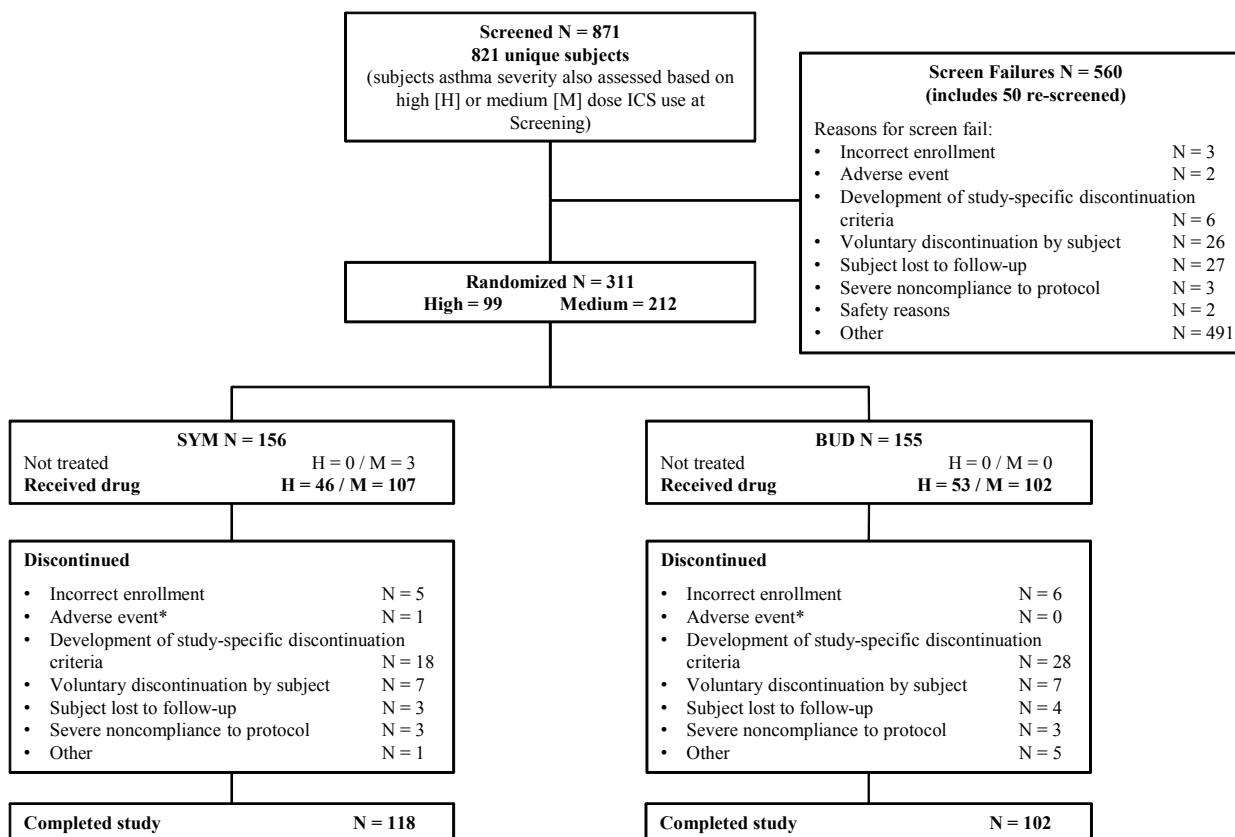 Screened N = 871
821 unique subjects
(subjects asthma severity also assessed based on
high [H] or medium [M] dose ICS use at
Screening)
Screen Failures N = 560
(includes 50 re-screened)
Reasons for screen fail:
• Incorrect enrollment N = 3
• Adverse event N = 2
• Development of study-specific discontinuation
criteria N = 6
• Voluntary discontinuation by subject N = 26
• Subject lost to follow-up N = 27
• Severe noncompliance to protocol N = 3
• Safety reasons N = 2
• Other N = 491
Randomized N = 311
High = 99 Medium = 212
SYM N = 156
Not treated H = 0 / M = 3
Received drug H = 46 / M = 107
BUD N = 155
Not treated H = 0 / M = 0
Received drug H = 53 / M = 102
Discontinued
• Incorrect enrollment N = 5
• Adverse event* N = 1
• Development of study-specific discontinuation
criteria N = 18
• Voluntary discontinuation by subject N = 7
• Subject lost to follow-up N = 3
• Severe noncompliance to protocol N = 3
• Other N = 1
Discontinued
• Incorrect enrollment N = 6
• Adverse event* N = 0
• Development of study-specific discontinuation
criteria N = 28
• Voluntary discontinuation by subject N = 7
• Subject lost to follow-up N = 4
• Severe noncompliance to protocol N = 3
• Other N = 5
Completed study N = 118
Completed study N = 102